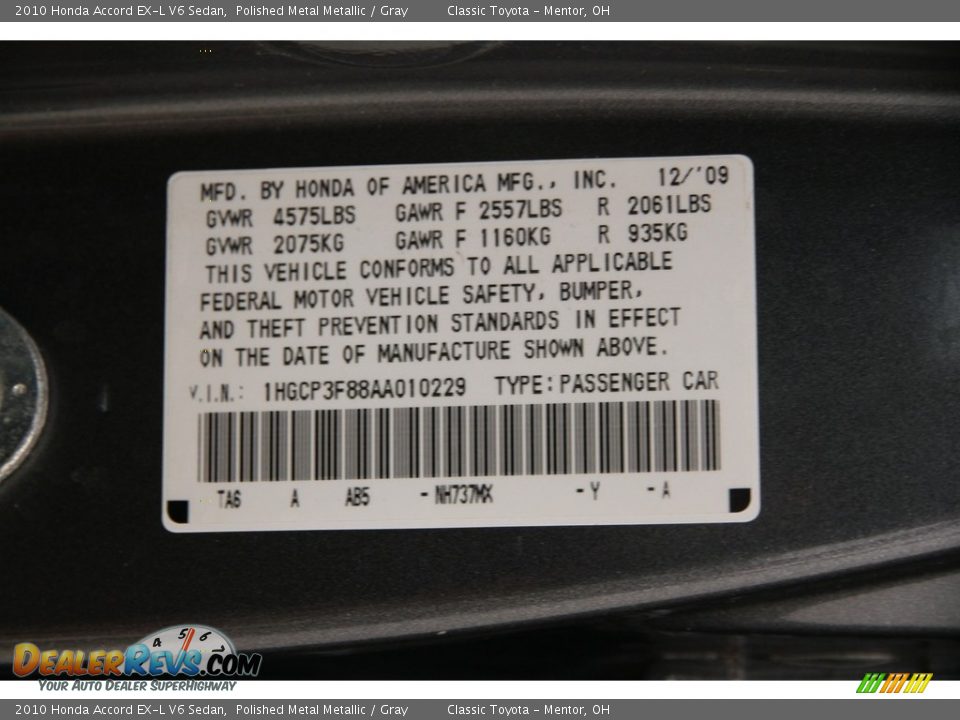 2010 Honda Accord EX-L V6 Sedan, Polished Metal Metallic / Gray Classic Toyota - Mentor, OH
MFD. BY HONDA OF AMERICA MFG., INC. 12/'09
GVWR 4575LBS GAWR F 2557LBS R 2061LBS
GVWR 2075KG GAWR F 1160KG R 935KG
THIS VEHICLE CONFORMS TO ALL APPLICABLE
FEDERAL MOTOR VEHICLE SAFETY, BUMPER,
AND THEFT PREVENTION STANDARDS IN EFFECT
ON THE DATE OF MANUFACTURE SHOWN ABOVE.
V.I.N.: 1HGCP3F88AA010229 TYPE:PASSENGER CAR
TA6 A AB5 -NH737MX -Y -A
4 5 6
DEALERREVS.COM
YOUR AUTO DEALER SUPERHIGHWAY
2010 Honda Accord EX-L V6 Sedan, Polished Metal Metallic / Gray Classic Toyota - Mentor, OH